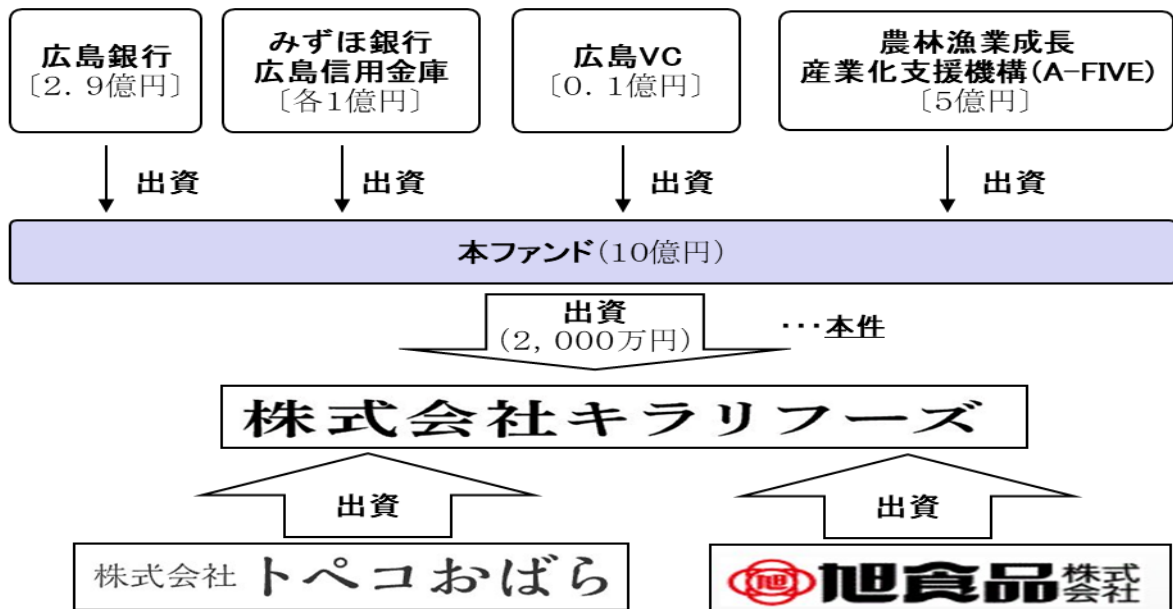 広島銀行
〔2.9億円〕
みずほ銀行
広島信用金庫
〔各1億円〕
広島VC
〔0.1億円〕
農林漁業成長
産業化支援機構(A-FIVE)
〔5億円〕
出資
出資
出資
出資
本ファンド(10億円)
出資
(2,000万円)
…本件
株式会社キラリフーズ
出資
出資
株式会社 トペコおばら
旭 旭食品 株式
会社